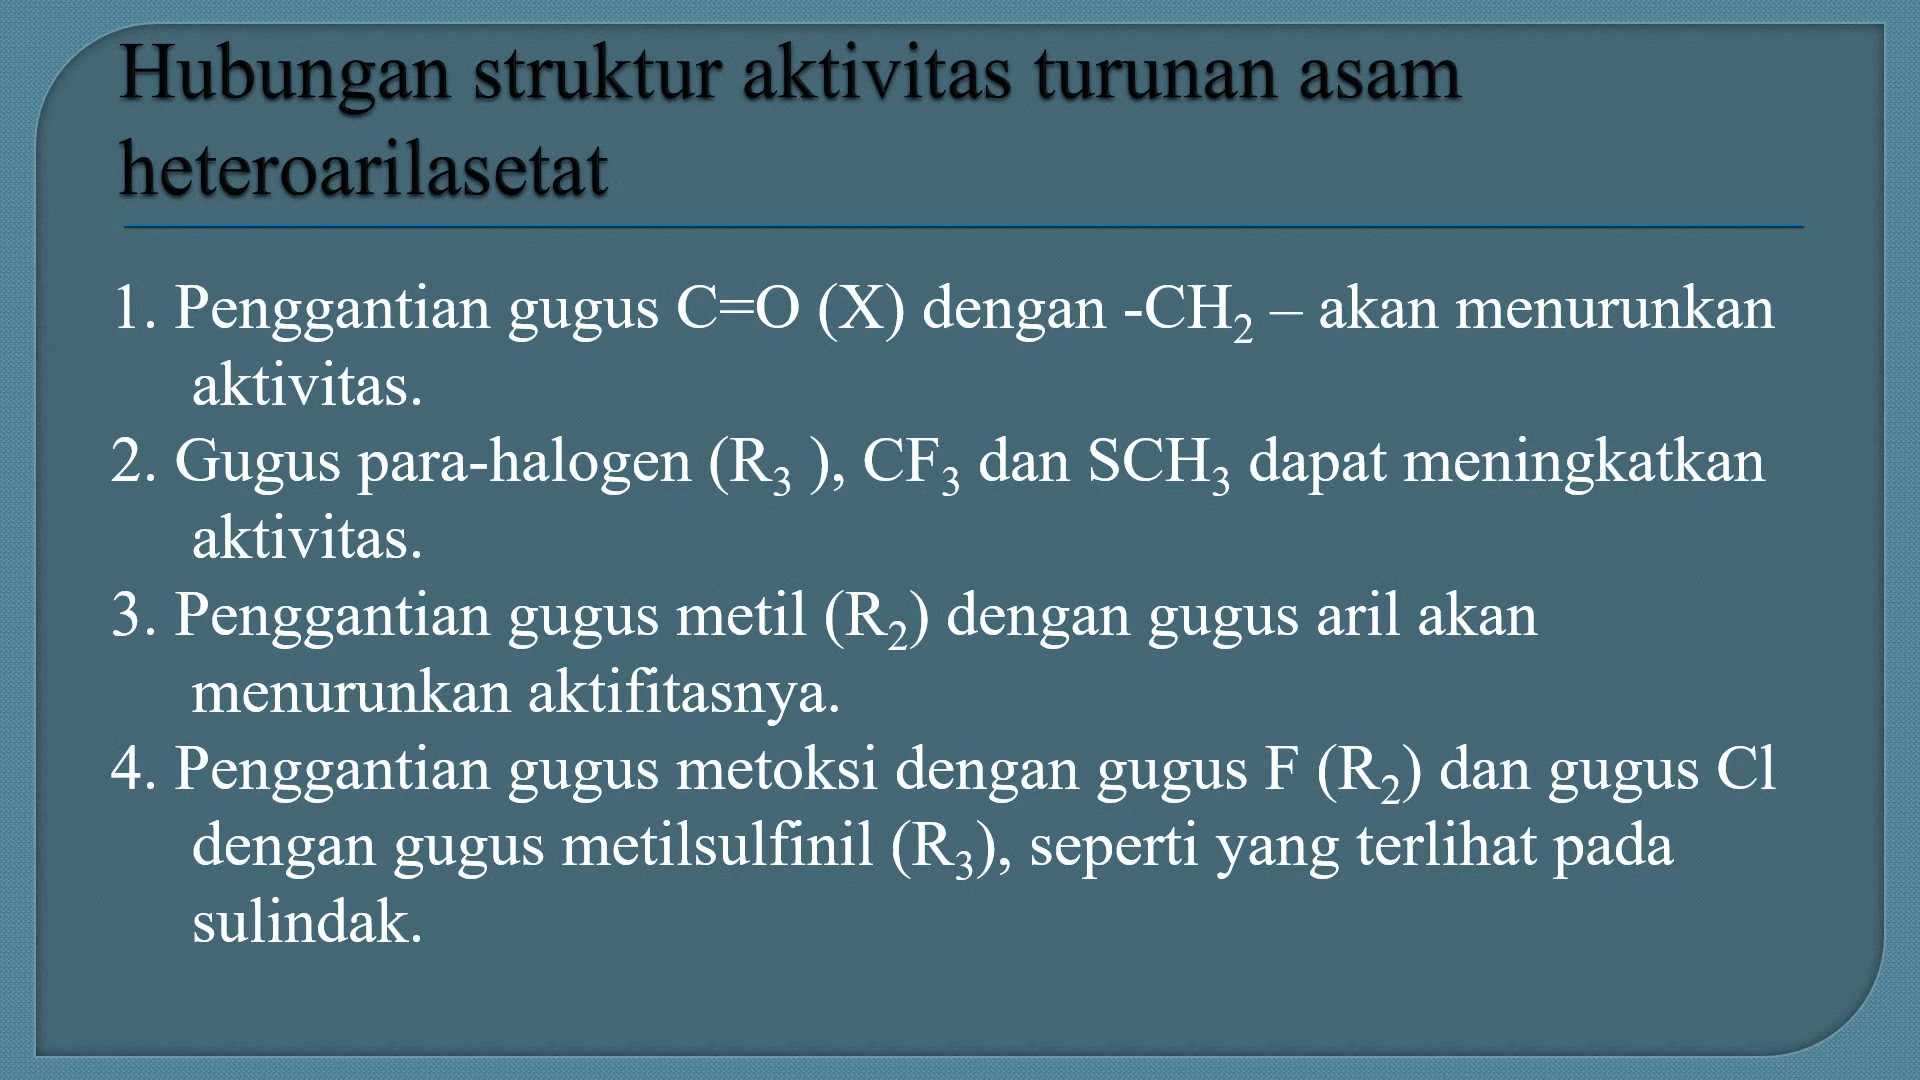 Hubungan struktur aktivitas turunan asam
heteroarilasetat
1. Penggantian gugus C=O (X) dengan -CH₂ – akan menurunkan
aktivitas.
2. Gugus para-halogen (R₃ ), CF₃ dan SCH₃ dapat meningkatkan
aktivitas.
3. Penggantian gugus metil (R₂) dengan gugus aril akan
menurunkan aktifitasnya.
4. Penggantian gugus metoksi dengan gugus F (R₂) dan gugus Cl
dengan gugus metilsulfinil (R₃), seperti yang terlihat pada
sulindak.